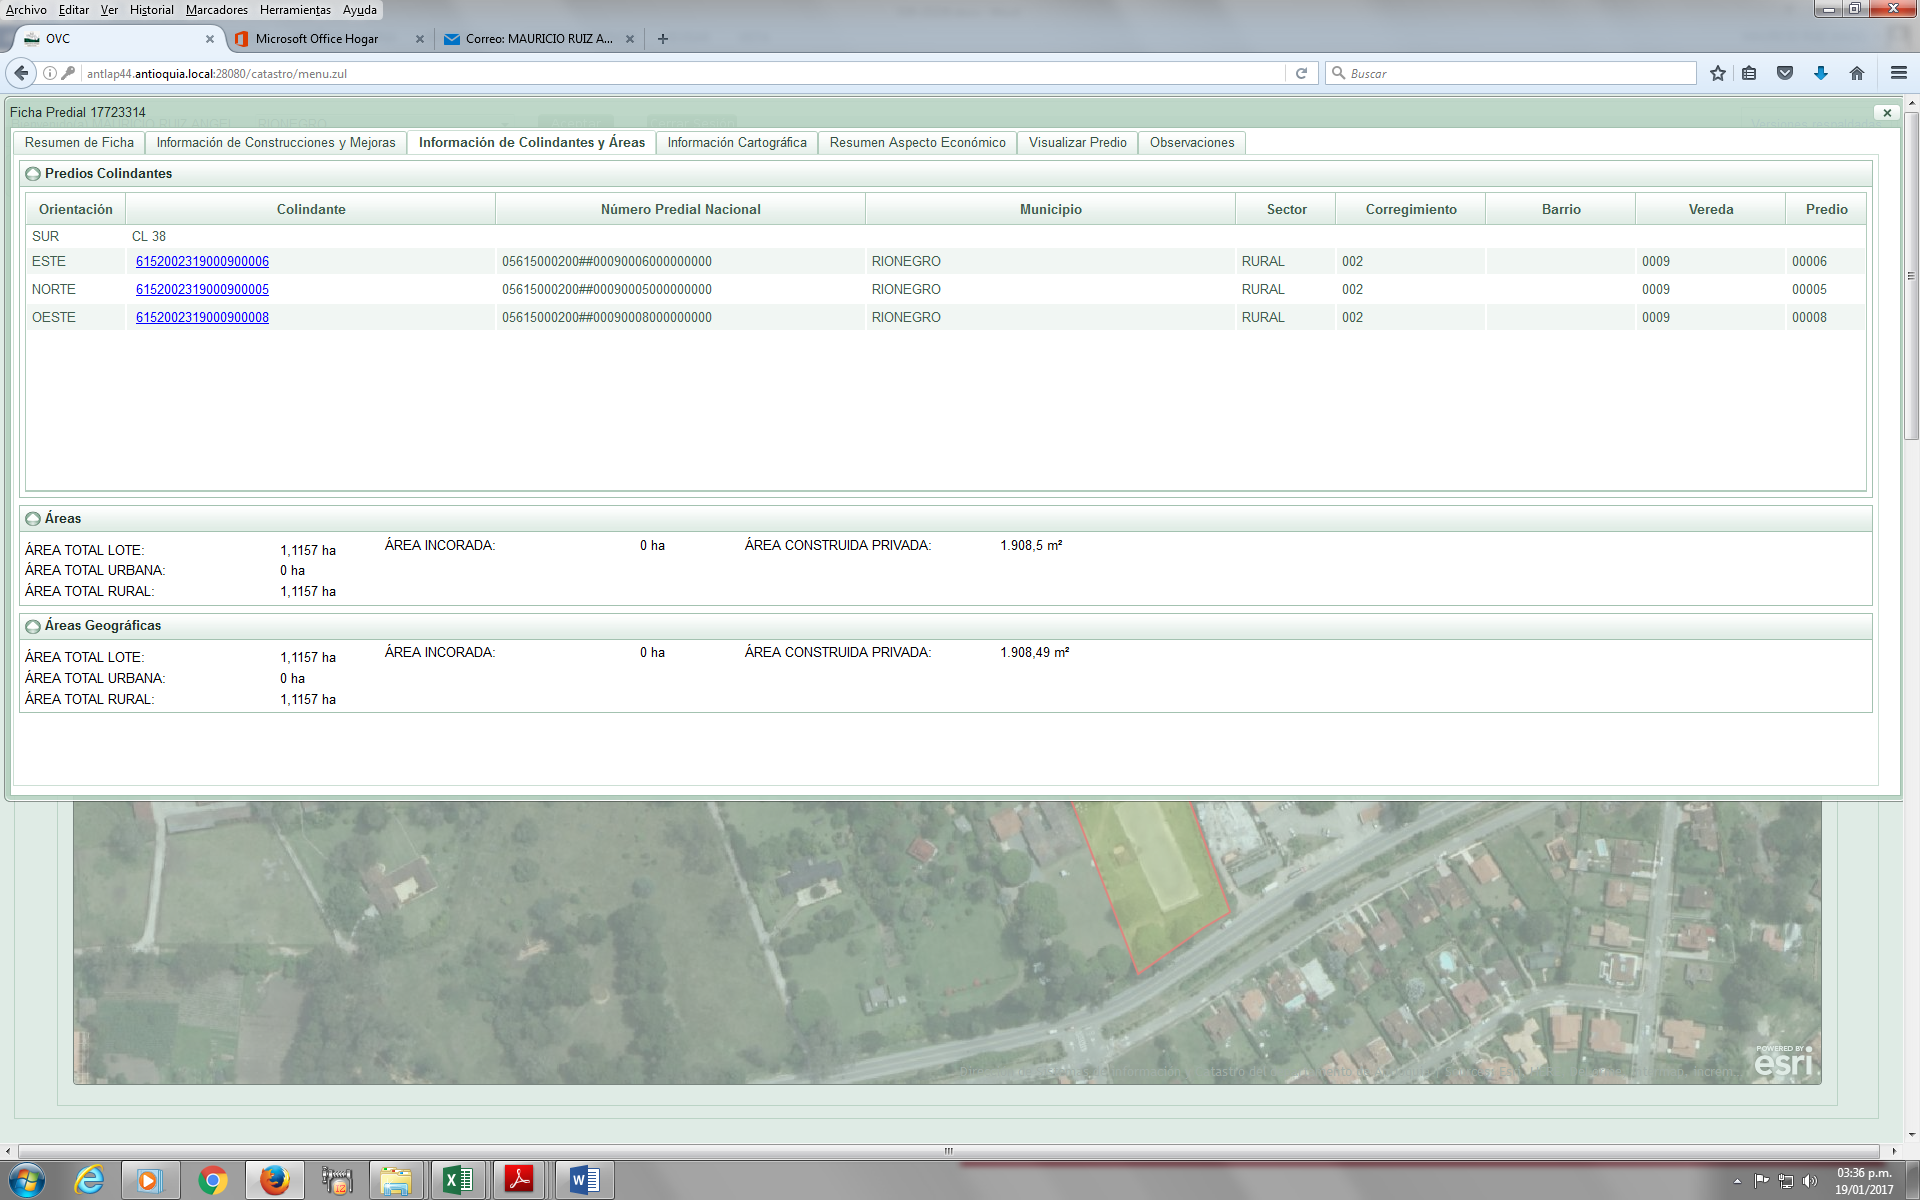 Archivo Editar Ver Historial Marcadores Herramientas Ayuda
OVC Microsoft Office Hogar Correo: MAURICIO RUIZ A...
antlap44.antioquia.local:28080/catastro/menu.zul Buscar
Ficha Predial 17723314
Resumen de Ficha Información de Construcciones y Mejoras Información de Colindantes y Áreas Información Cartográfica Resumen Aspecto Económico Visualizar Predio Observaciones
Predios Colindantes
Orientación Colindante Número Predial Nacional Municipio Sector Corregimiento Barrio Vereda Predio
SUR CL 38
ESTE 6152002319000900006 05615000200##00090006000000000 RIONEGRO RURAL 002 0009 00006
NORTE 6152002319000900005 05615000200##00090005000000000 RIONEGRO RURAL 002 0009 00005
OESTE 6152002319000900008 05615000200##00090008000000000 RIONEGRO RURAL 002 0009 00008
Áreas
ÁREA TOTAL LOTE: 1,1157 ha ÁREA INCORADA: 0 ha ÁREA CONSTRUIDA PRIVADA: 1.908,5 m²
ÁREA TOTAL URBANA: 0 ha
ÁREA TOTAL RURAL: 1,1157 ha
Áreas Geográficas
ÁREA TOTAL LOTE: 1,1157 ha ÁREA INCORADA: 0 ha ÁREA CONSTRUIDA PRIVADA: 1.908,49 m²
ÁREA TOTAL URBANA: 0 ha
ÁREA TOTAL RURAL: 1,1157 ha
POWERED BY
esri
03:36 p.m.
19/01/2017